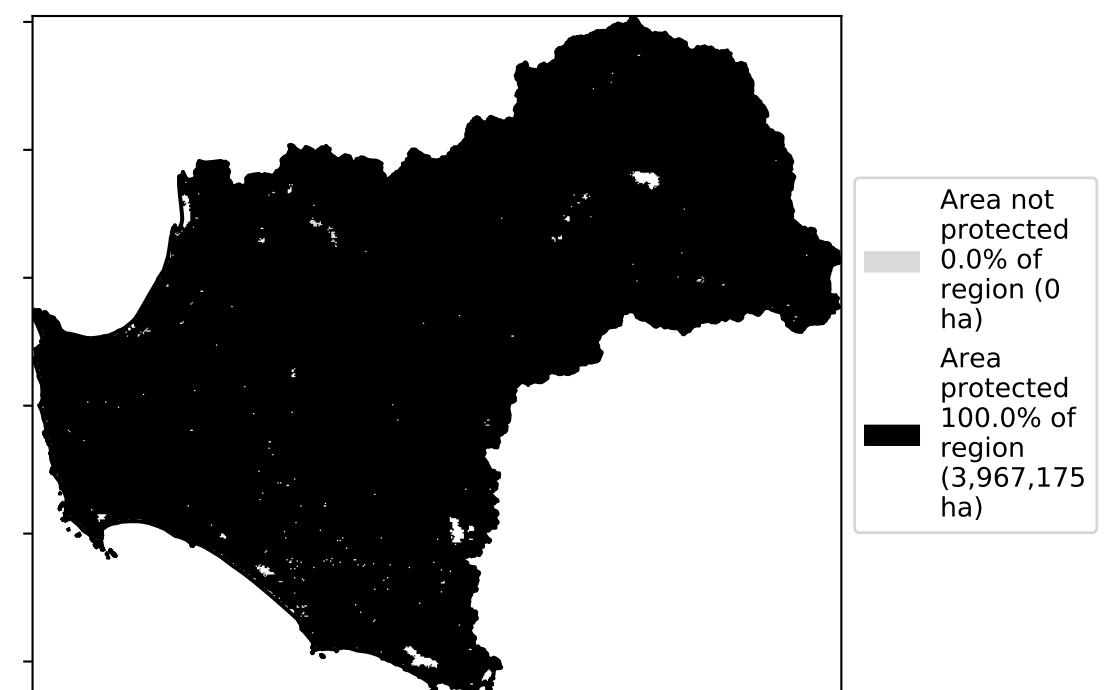 Area not
protected
0.0% of
region (0
ha)
Area
protected
100.0% of
region
(3,967,175
ha)